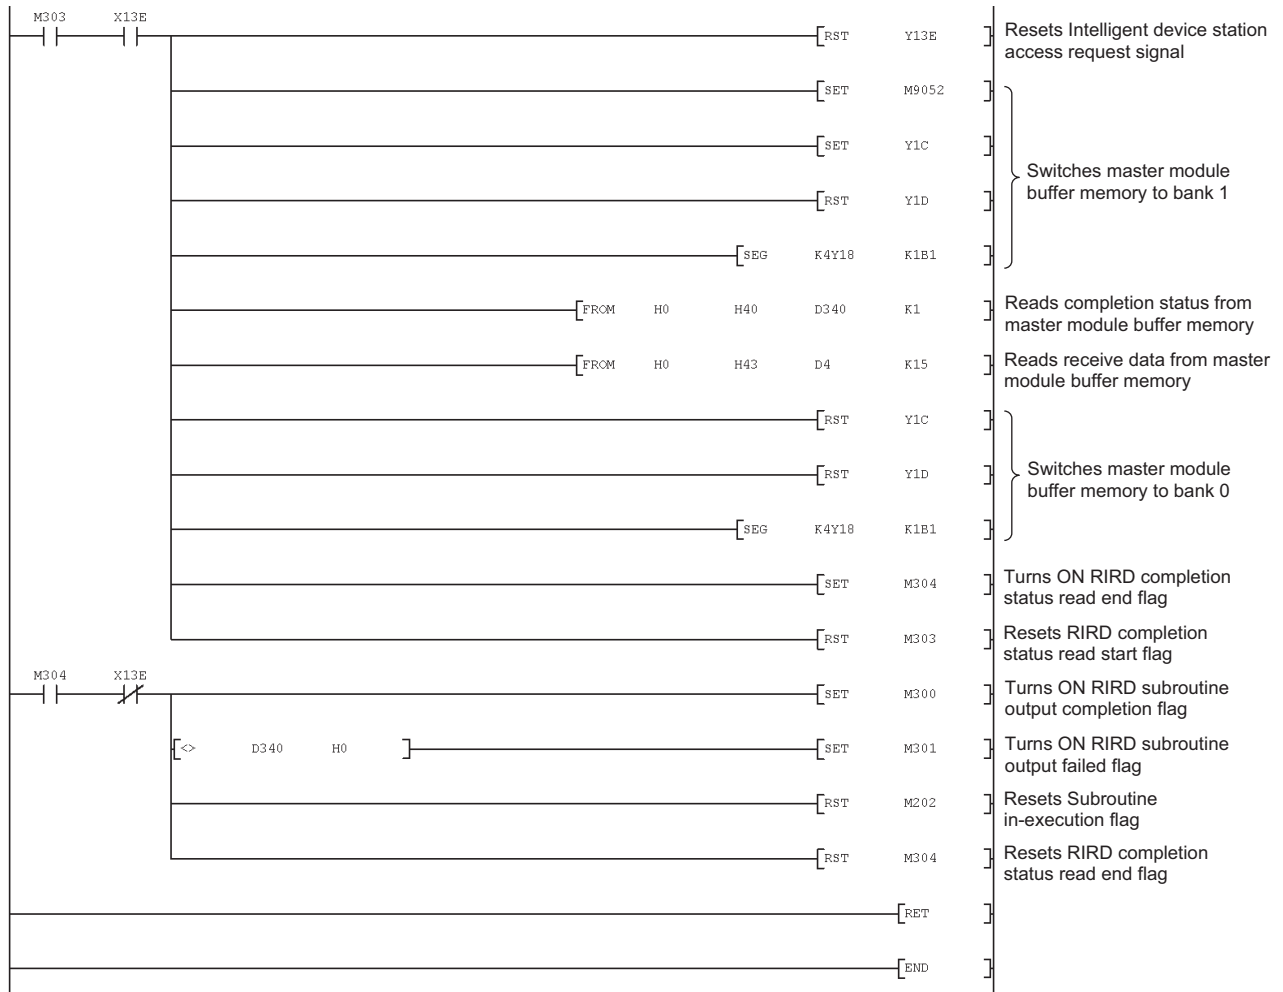 M303 X13E
RST Y13E
Resets Intelligent device station
access request signal
SET M9052
SET Y1C
Switches master module
buffer memory to bank 1
RST Y1D
SEG K4Y18 K1B1
FROM H0 H40 D340 K1
Reads completion status from
master module buffer memory
FROM H0 H43 D4 K15
Reads receive data from master
module buffer memory
RST Y1C
RST Y1D
Switches master module
buffer memory to bank 0
SEG K4Y18 K1B1
SET M304
Turns ON RIRD completion
status read end flag
RST M303
Resets RIRD completion
status read start flag
M304 X13E
SET M300
Turns ON RIRD subroutine
output completion flag
<> D340 H0
SET M301
Turns ON RIRD subroutine
output failed flag
RST M202
Resets Subroutine
in-execution flag
RST M304
Resets RIRD completion
status read end flag
RET
END